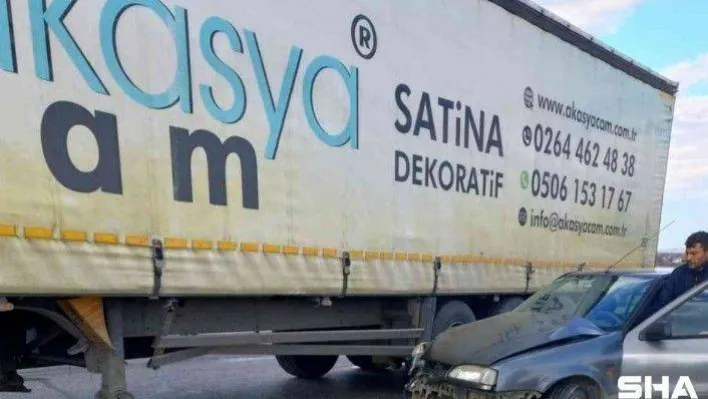 akasya®
am
SATiNA
DEKORATiF
www.akasyacam.com.tr
0264 462 48 38
0506 153 17 67
info@akasyacam.com.tr
SHA